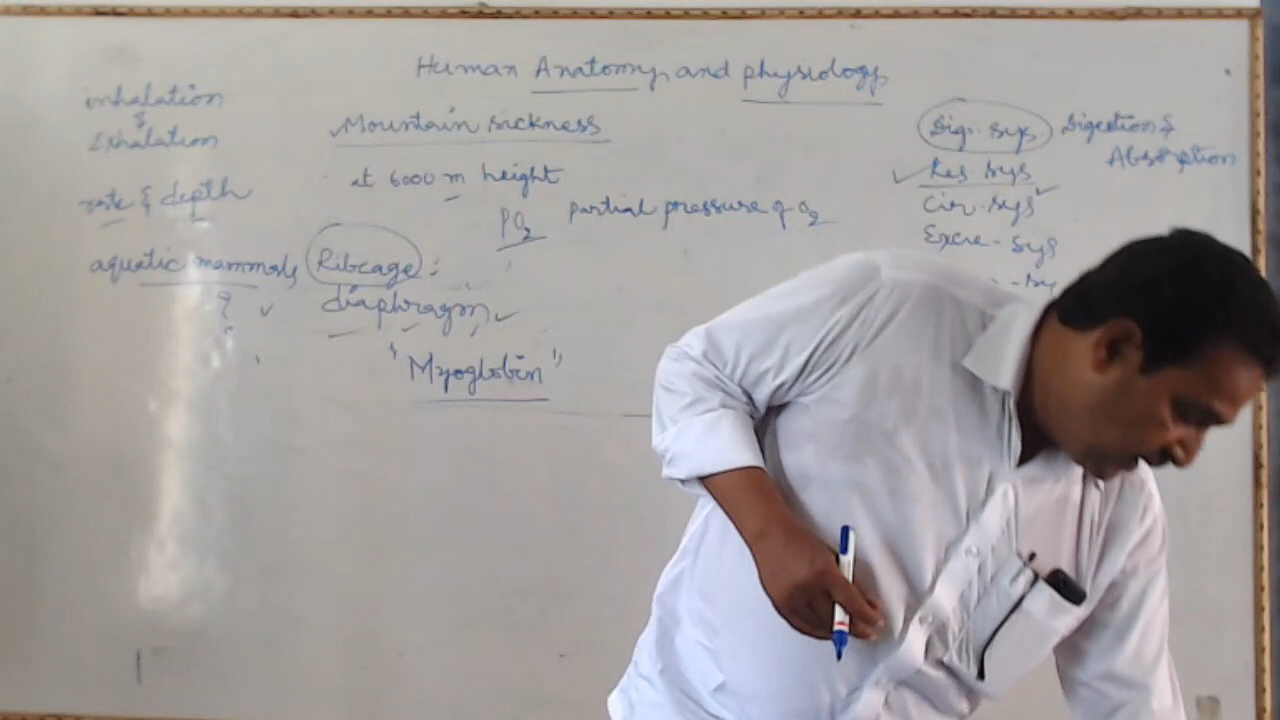 Human Anatomy and physiology
inhalation
&
Exhalation
rate & depth
aquatic mammals
?
Mountain sickness
at 6000 m height
PO2 Partial pressure of O2
Ribcage :
diaphragm
"Myoglobin"
Dig. sys. Digestion &
Absorption
Res sys
Cir-sys
Excre- sys